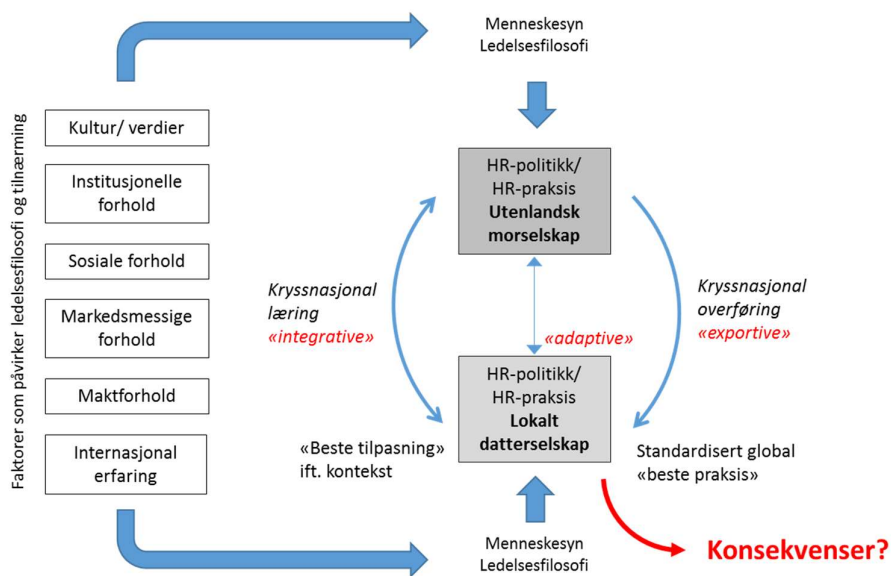 Faktorer som påvirker ledelsesfilosofi og tilnærming
Kultur/ verdier
Institusjonelle
forhold
Sosiale forhold
Markedsmessige
forhold
Maktforhold
Internasjonal
erfaring
Menneskesyn
Ledelsesfilosofi
HR-politikk/
HR-praksis
Utenlandsk
morselskap
Kryssnasjonal
læring
«integrative»
«adaptive»
Kryssnasjonal
overføring
«exportive»
HR-politikk/
HR-praksis
Lokalt
datterselskap
«Beste tilpasning»
ift. kontekst
Standardisert global
«beste praksis»
Menneskesyn
Ledelsesfilosofi
Konsekvenser?